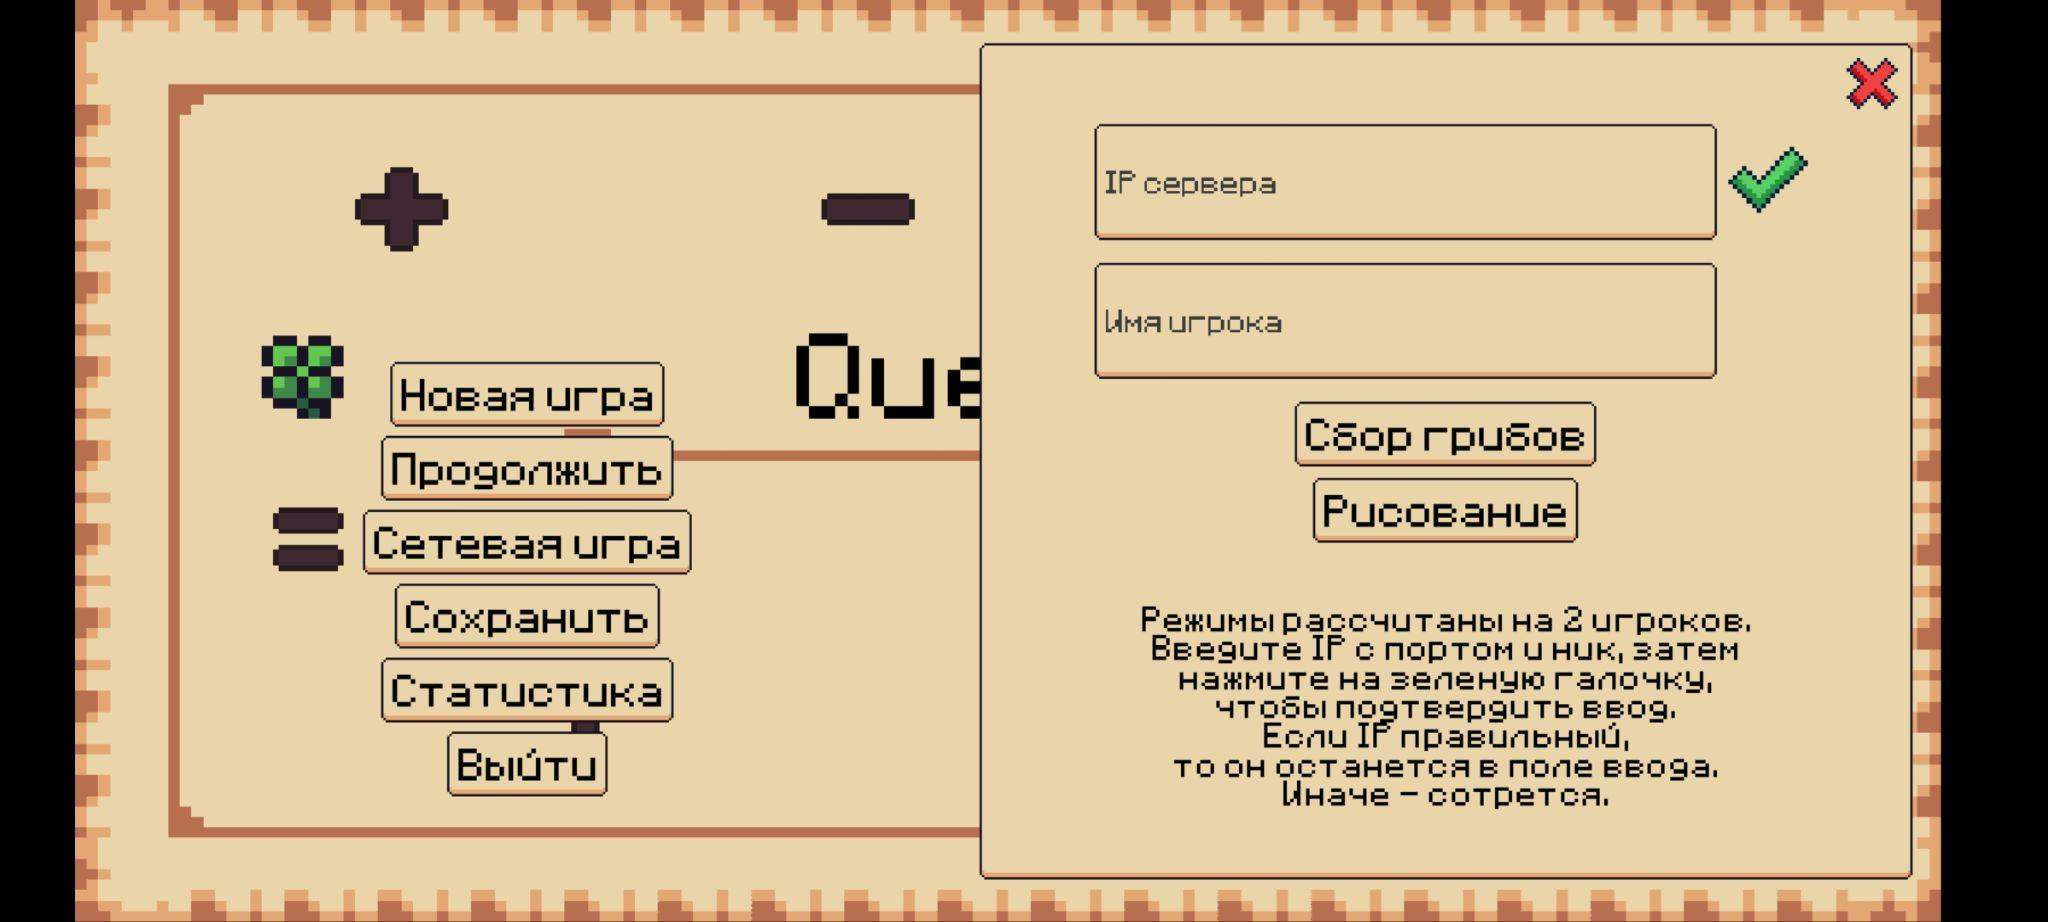 IP сервера
Имя игрока
Que
Новая игра
Продолжить
Сетевая игра
Сохранить
Статистика
Выйти
Сбор грибов
Рисование
Режимы рассчитаны на 2 игроков.
Введите IP с портом и ник, затем
нажмите на зеленую галочку,
чтобы подтвердить ввод.
Если IP правильный,
то он останется в поле ввода.
Иначе - сотрется.